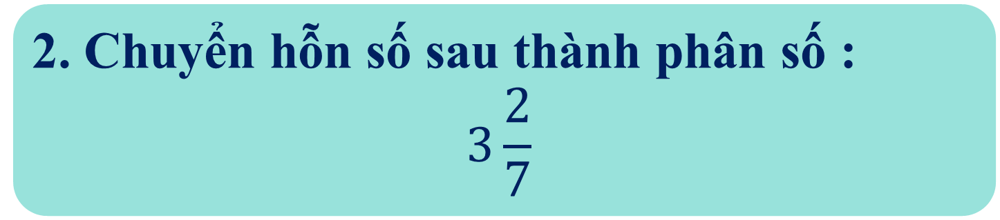 2. Chuyển hỗn số sau thành phân số :
3 2/7